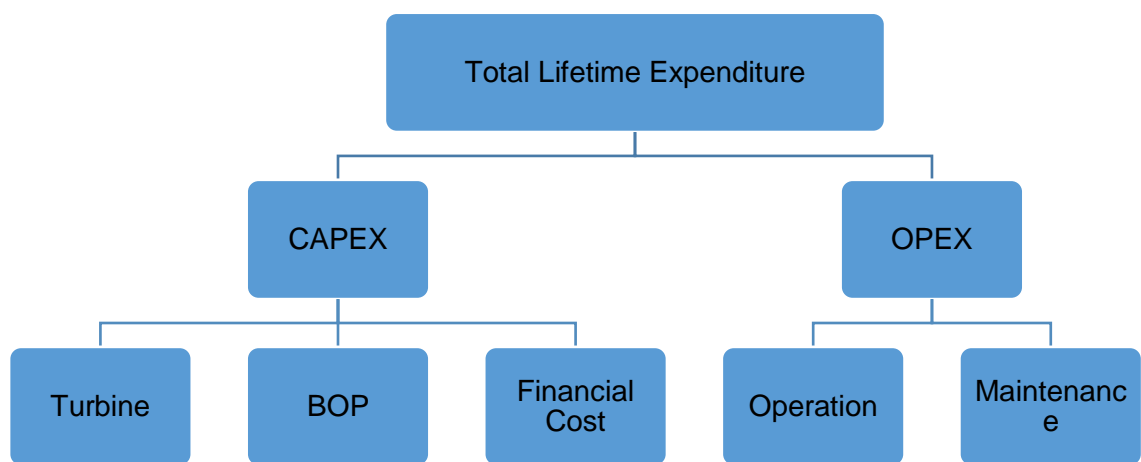 Total Lifetime Expenditure
CAPEX
OPEX
Turbine
BOP
Financial
Cost
Operation
Maintenanc
e